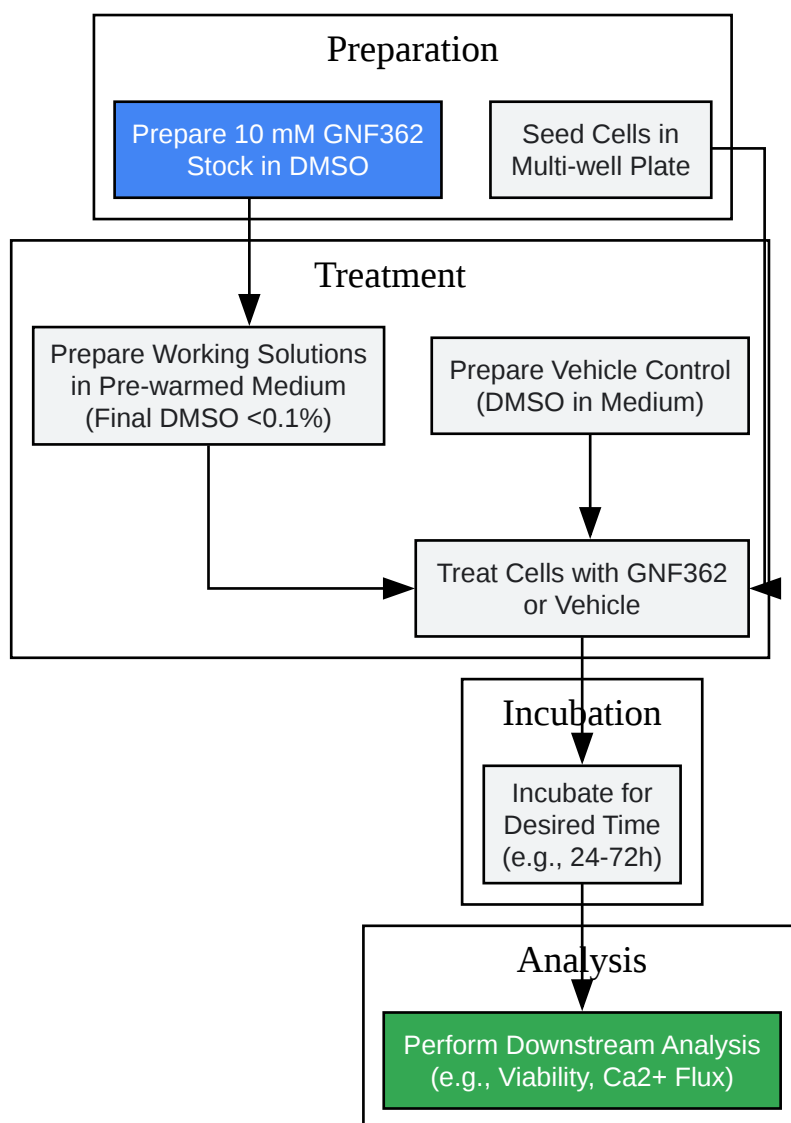 Preparation
Prepare 10 mM GNF362
Stock in DMSO
Seed Cells in
Multi-well Plate
Treatment
Prepare Working Solutions
in Pre-warmed Medium
(Final DMSO <0.1%)
Prepare Vehicle Control
(DMSO in Medium)
Treat Cells with GNF362
or Vehicle
Incubation
Incubate for
Desired Time
(e.g., 24-72h)
Analysis
Perform Downstream Analysis
(e.g., Viability, Ca2+ Flux)